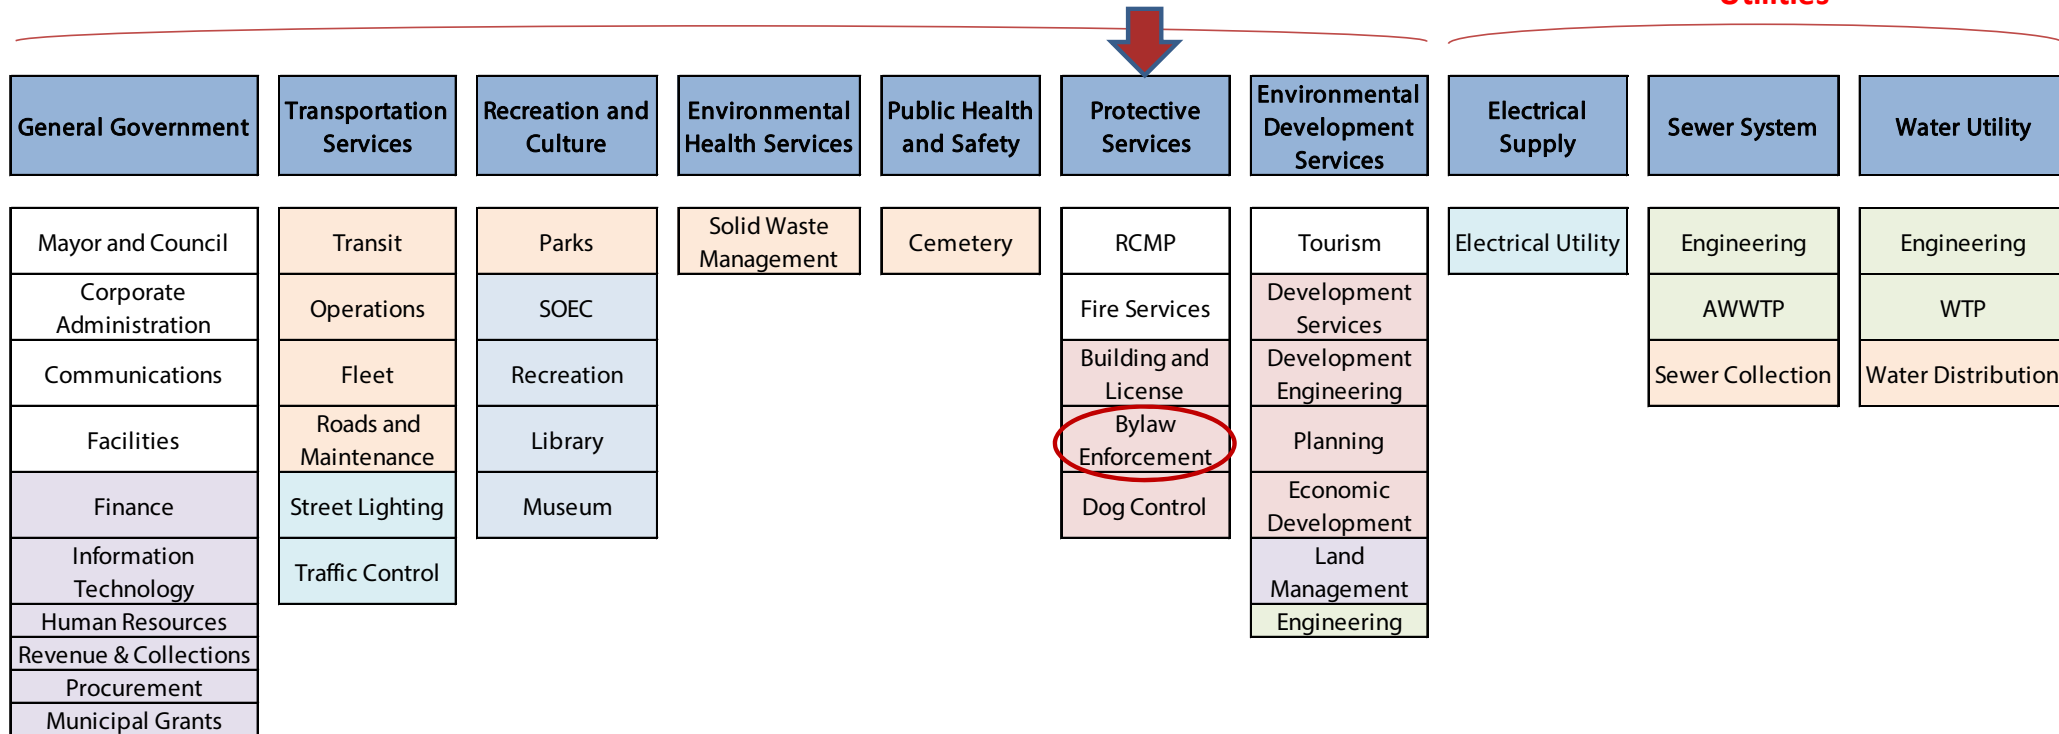 Utilities
General Government
Transportation
Services
Recreation and
Culture
Environmental
Health Services
Public Health
and Safety
Protective
Services
Environmental
Development
Services
Electrical
Supply
Sewer System
Water Utility
Mayor and Council
Corporate
Administration
Communications
Facilities
Finance
Information
Technology
Human Resources
Revenue & Collections
Procurement
Municipal Grants
Transit
Operations
Fleet
Roads and
Maintenance
Street Lighting
Traffic Control
Parks
SOEC
Recreation
Library
Museum
Solid Waste
Management
Cemetery
RCMP
Fire Services
Building and
License
Bylaw
Enforcement
Dog Control
Tourism
Development
Services
Development
Engineering
Planning
Economic
Development
Land
Management
Engineering
Electrical Utility
Engineering
AWWTP
Sewer Collection
Engineering
WTP
Water Distribution